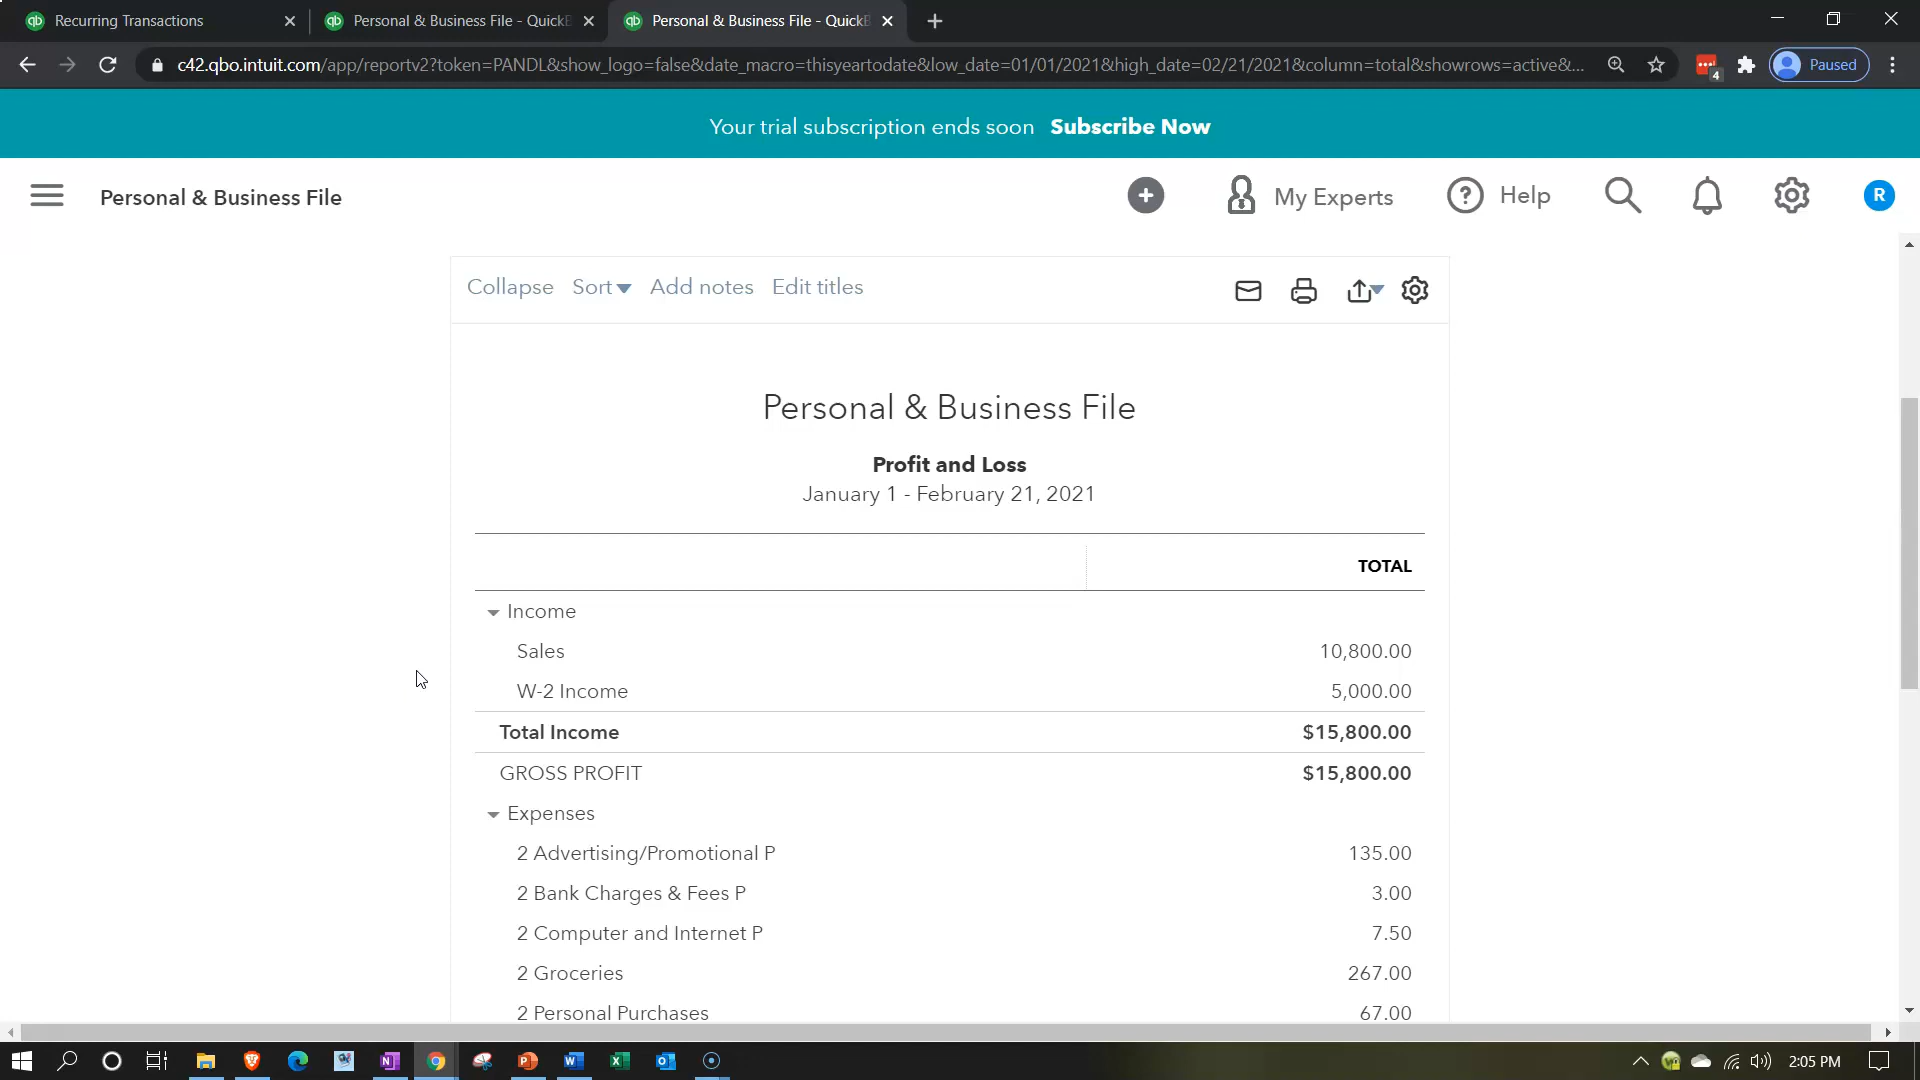 Recurring Transactions
Personal & Business File - QuickB
Personal & Business File - QuickB
c42.qbo.intuit.com/app/reportv2?token=PANDL&show_logo=false&date_macro=thisyeartodate&low_date=01/01/2021&high_date=02/21/2021&column=total&showrows=active&...
4
Paused
Your trial subscription ends soon Subscribe Now
Personal & Business File
My Experts
Help
R
Collapse Sort Add notes Edit titles
Personal & Business File
Profit and Loss
January 1 - February 21, 2021
TOTAL
Income
Sales 10,800.00
W-2 Income 5,000.00
Total Income $15,800.00
GROSS PROFIT $15,800.00
Expenses
2 Advertising/Promotional P 135.00
2 Bank Charges & Fees P 3.00
2 Computer and Internet P 7.50
2 Groceries 267.00
2 Personal Purchases 67.00
2:05 PM